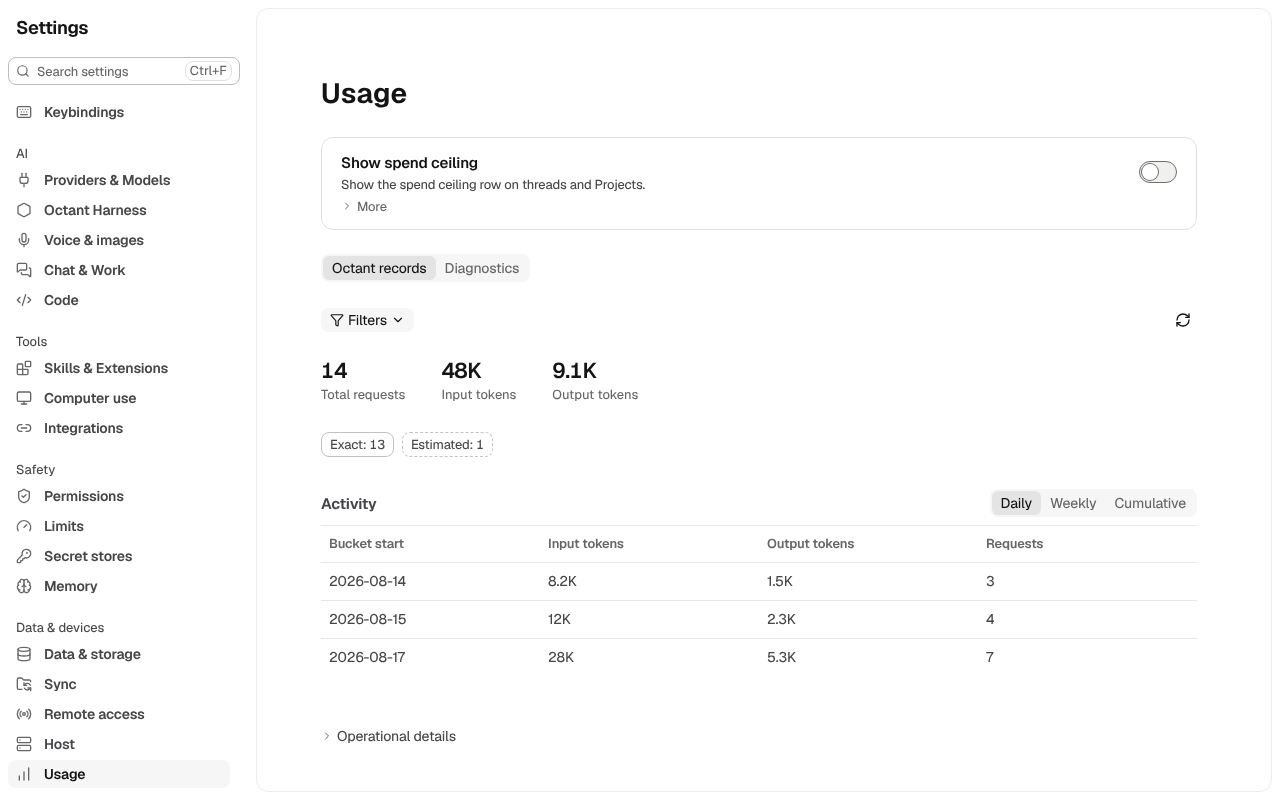 Settings
Search settings Ctrl+F
Keybindings
AI
Providers & Models
Octant Harness
Voice & images
Chat & Work
Code
Tools
Skills & Extensions
Computer use
Integrations
Safety
Permissions
Limits
Secret stores
Memory
Data & devices
Data & storage
Sync
Remote access
Host
Usage
Usage
Show spend ceiling
Show the spend ceiling row on threads and Projects.
More
Octant records Diagnostics
Filters
14 48K 9.1K
Total requests Input tokens Output tokens
Exact: 13 Estimated: 1
Activity Daily Weekly Cumulative
Bucket start Input tokens Output tokens Requests
2026-08-14 8.2K 1.5K 3
2026-08-15 12K 2.3K 4
2026-08-17 28K 5.3K 7
Operational details